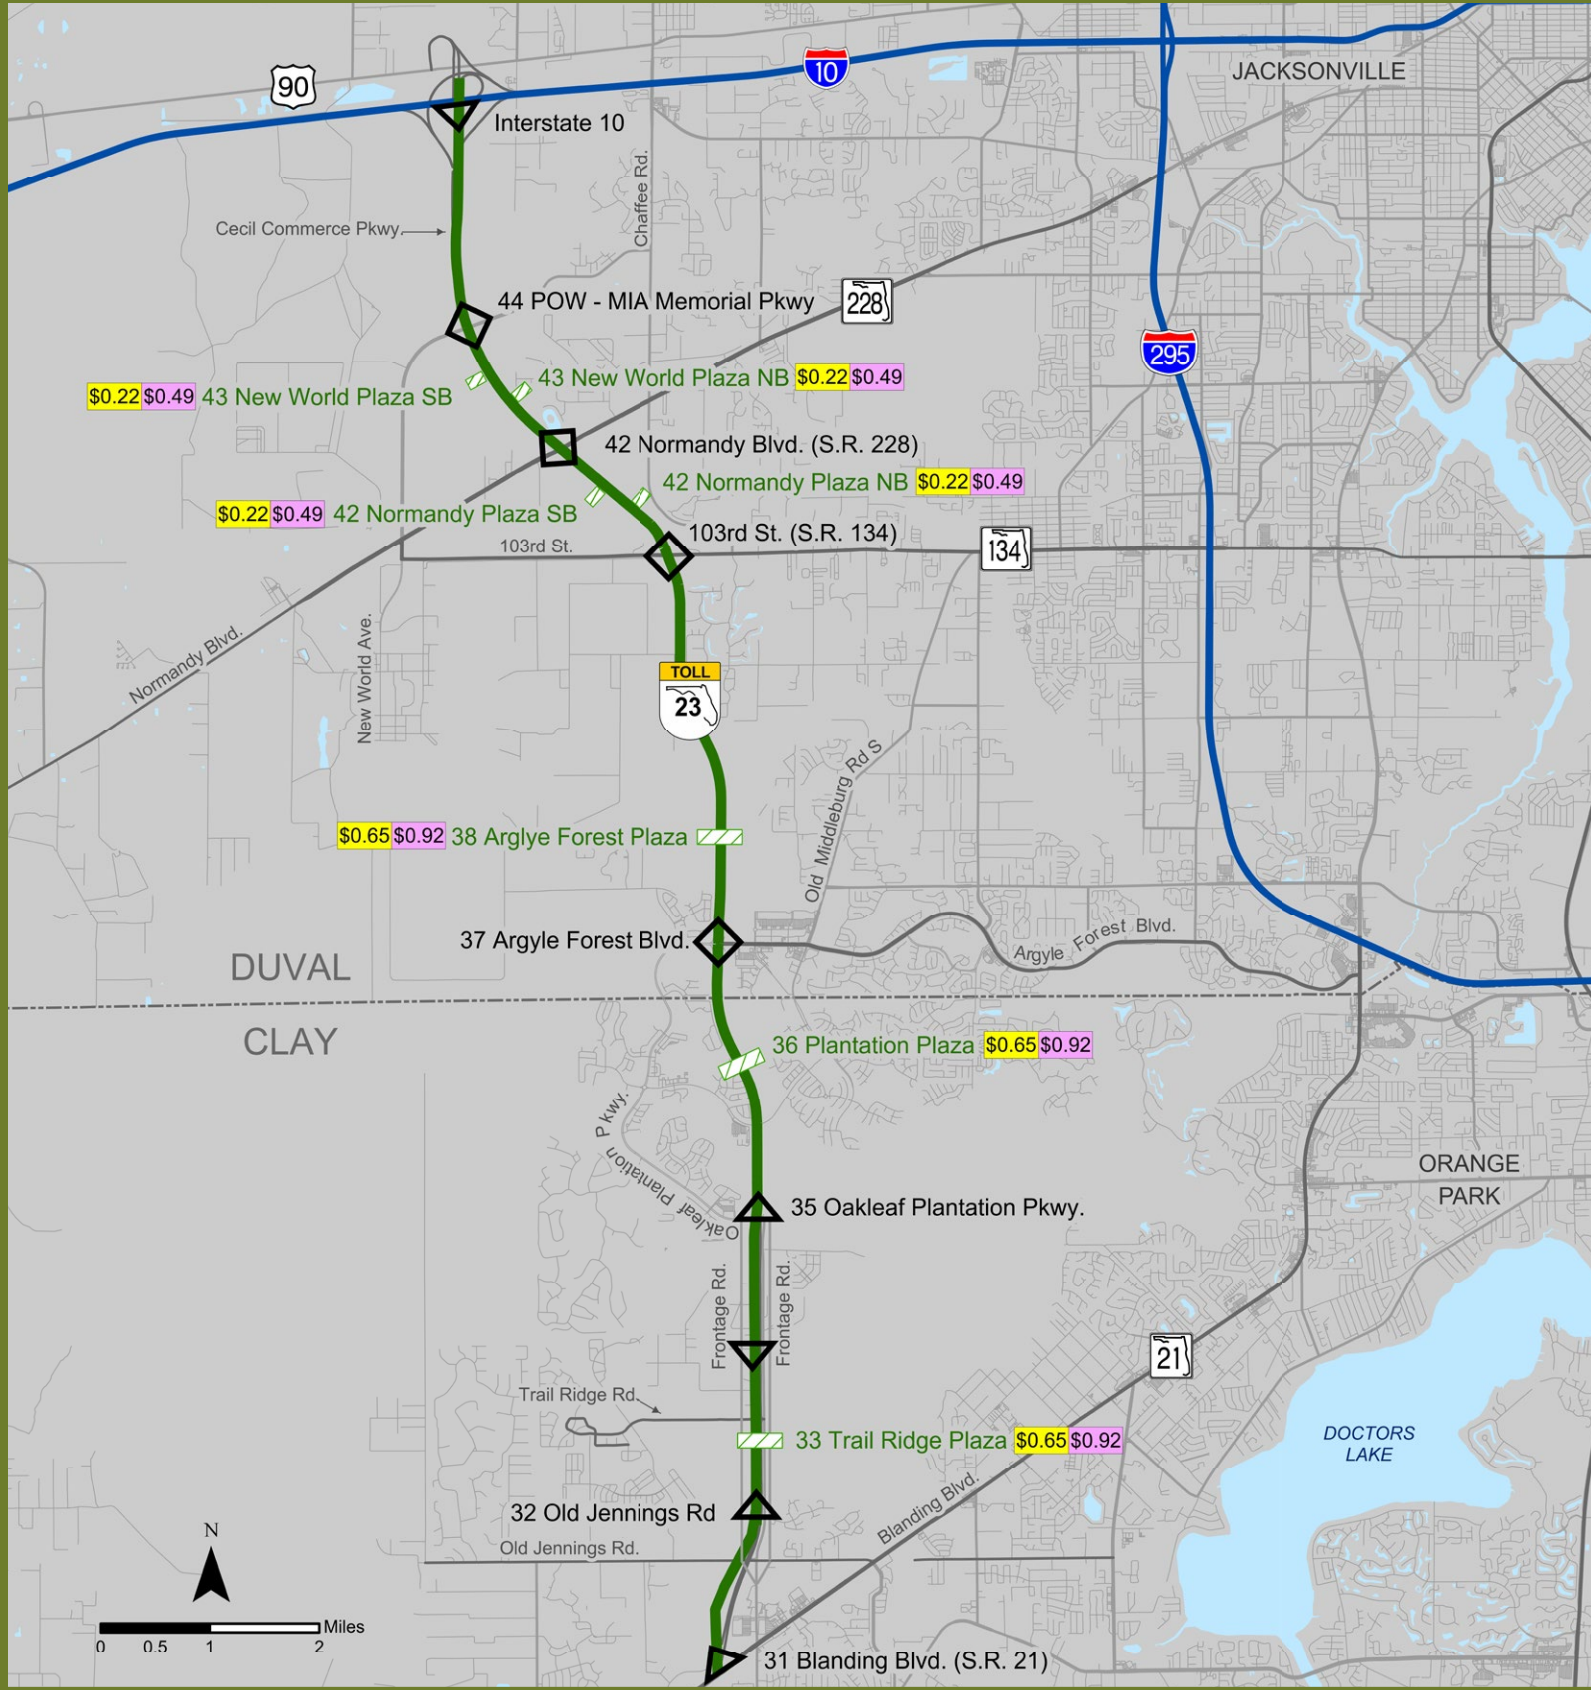 90
10
JACKSONVILLE
Interstate 10
Chaffee Rd.
Cecil Commerce Pkwy.
44 POW - MIA Memorial Pkwy
228
295
43 New World Plaza NB $0.22 $0.49
$0.22 $0.49 43 New World Plaza SB
42 Normandy Blvd. (S.R. 228)
42 Normandy Plaza NB $0.22 $0.49
$0.22 $0.49 42 Normandy Plaza SB
103rd St. (S.R. 134)
103rd St.
134
Normandy Blvd.
New World Ave.
TOLL
23
Old Middleburg Rd S
$0.65 $0.92 38 Arglye Forest Plaza
37 Argyle Forest Blvd.
Argyle Forest Blvd.
DUVAL
CLAY
36 Plantation Plaza $0.65 $0.92
Oakleaf Plantation Pkwy.
ORANGE
PARK
35 Oakleaf Plantation Pkwy.
Frontage Rd.
Frontage Rd.
21
Trail Ridge Rd.
33 Trail Ridge Plaza $0.65 $0.92
DOCTORS
LAKE
32 Old Jennings Rd
Blanding Blvd.
Old Jennings Rd.
N
Miles
0 0.5 1 2
31 Blanding Blvd. (S.R. 21)